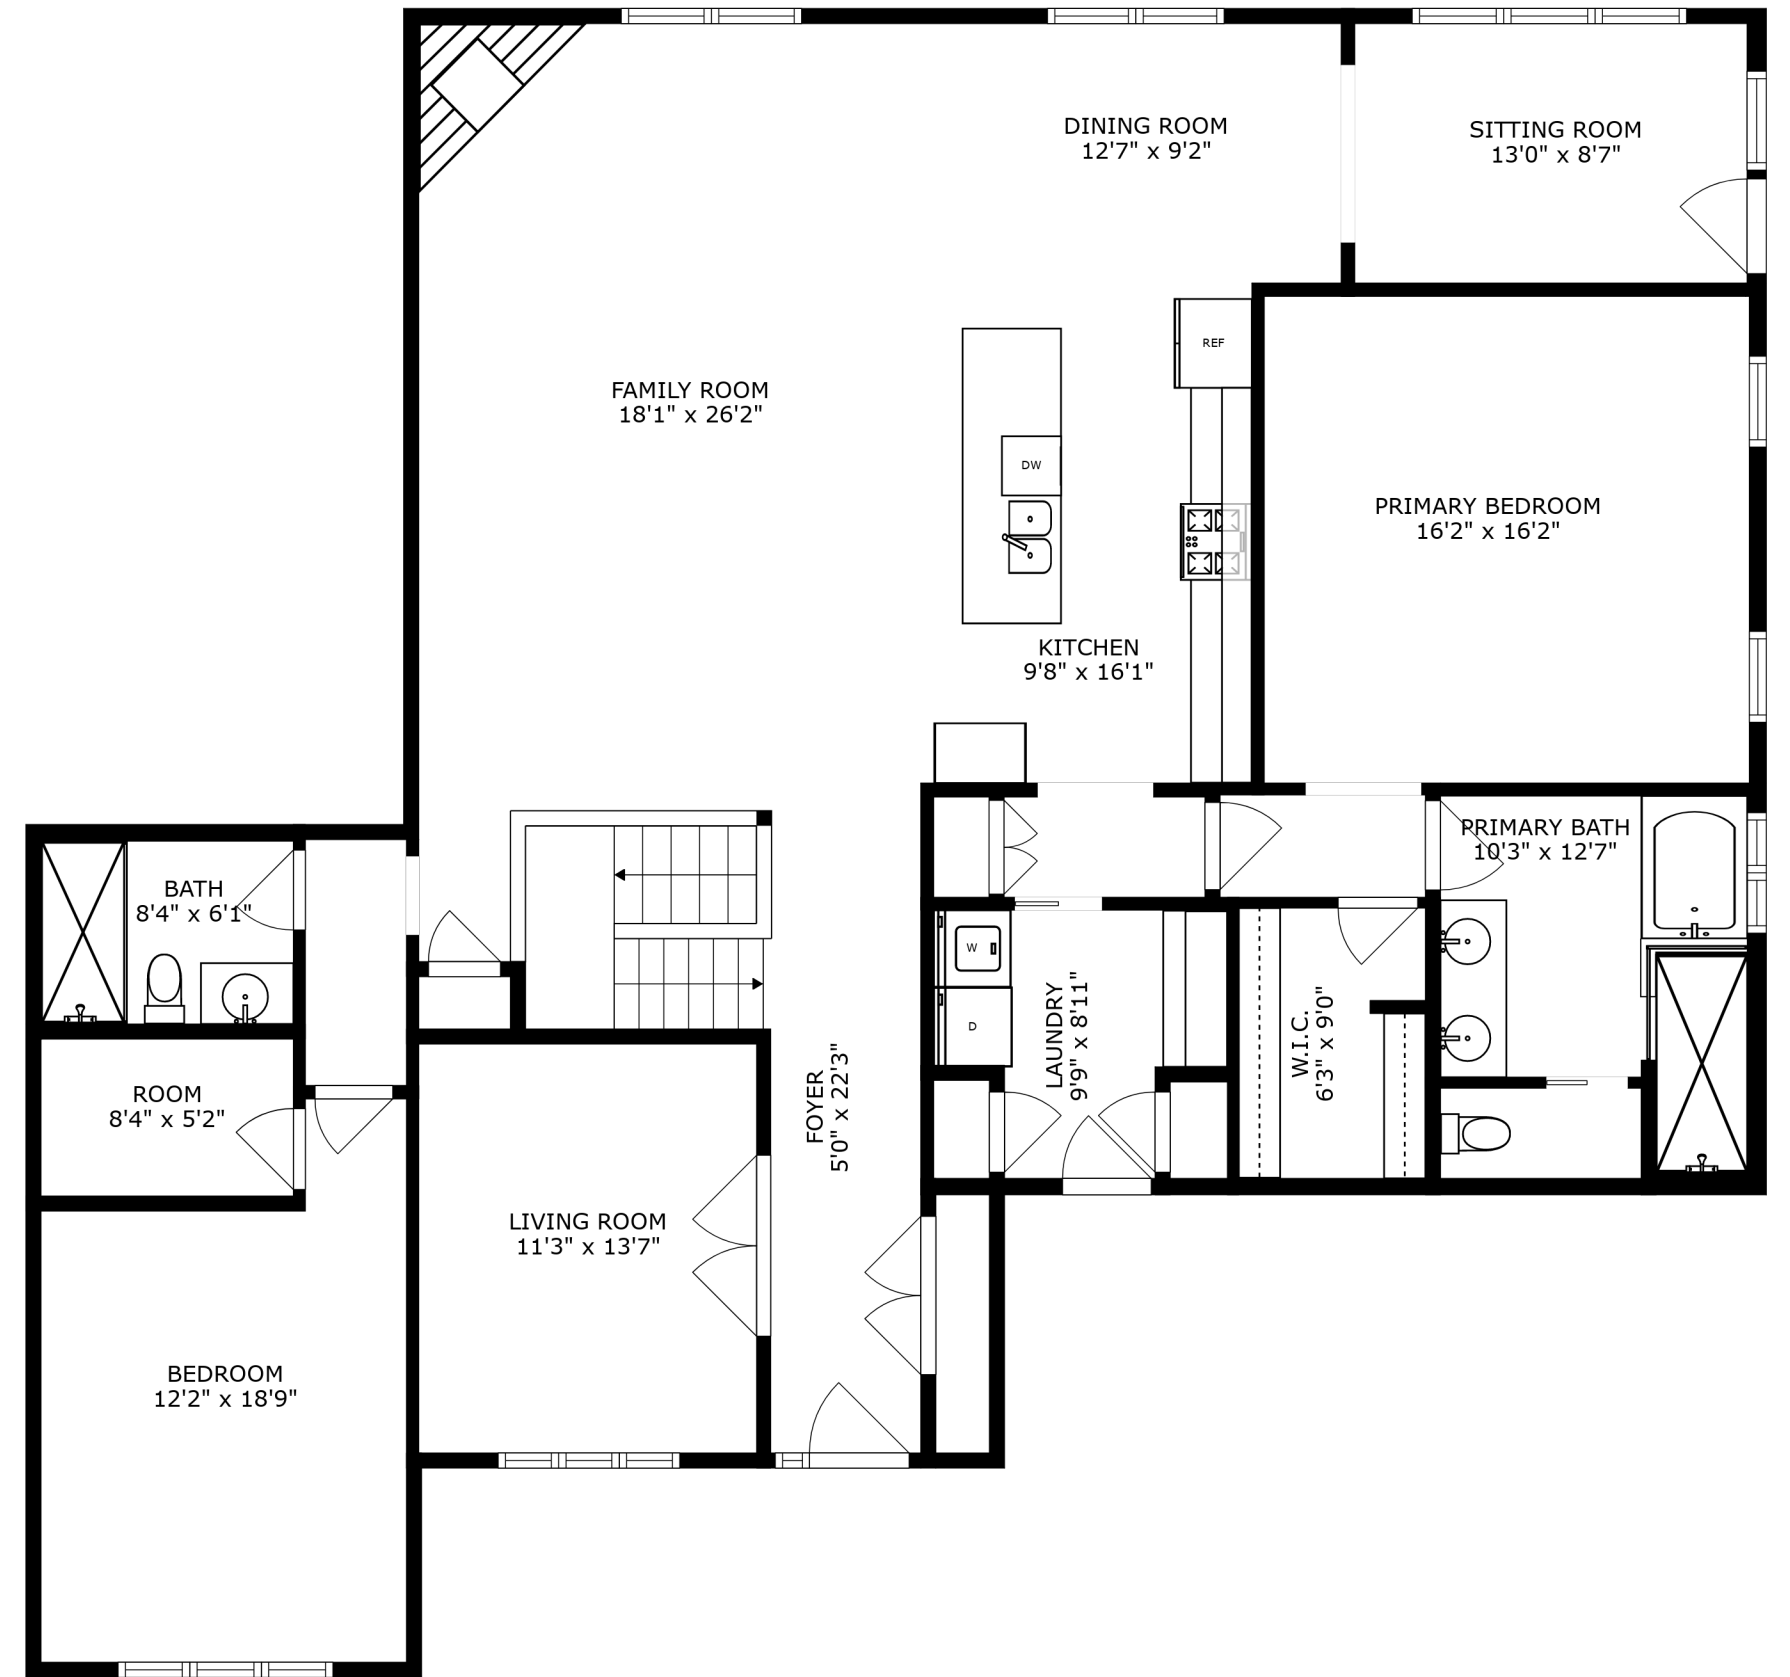 DINING ROOM
12'7" x 9'2"
SITTING ROOM
13'0" x 8'7"
REF
FAMILY ROOM
18'1" x 26'2"
DW
PRIMARY BEDROOM
16'2" x 16'2"
KITCHEN
9'8" x 16'1"
PRIMARY BATH
10'3" x 12'7"
BATH
8'4" x 6'1"
W
D
LAUNDRY
9'9" x 8'11"
W.I.C.
6'3" x 9'0"
ROOM
8'4" x 5'2"
FOYER
5'0" x 22'3"
LIVING ROOM
11'3" x 13'7"
BEDROOM
12'2" x 18'9"